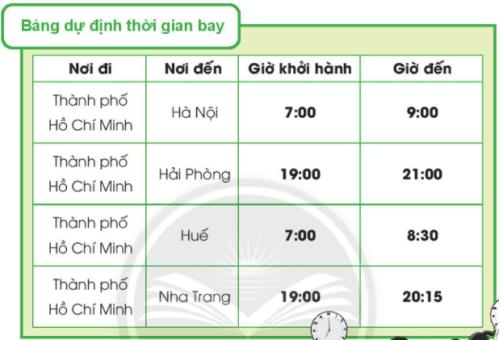 Bảng dự định thời gian bay
Nơi đi Nơi đến Giờ khởi hành Giờ đến
Thành phố
Hồ Chí Minh Hà Nội 7:00 9:00
Thành phố
Hồ Chí Minh Hải Phòng 19:00 21:00
Thành phố
Hồ Chí Minh Huế 7:00 8:30
Thành phố
Hồ Chí Minh Nha Trang 19:00 20:15